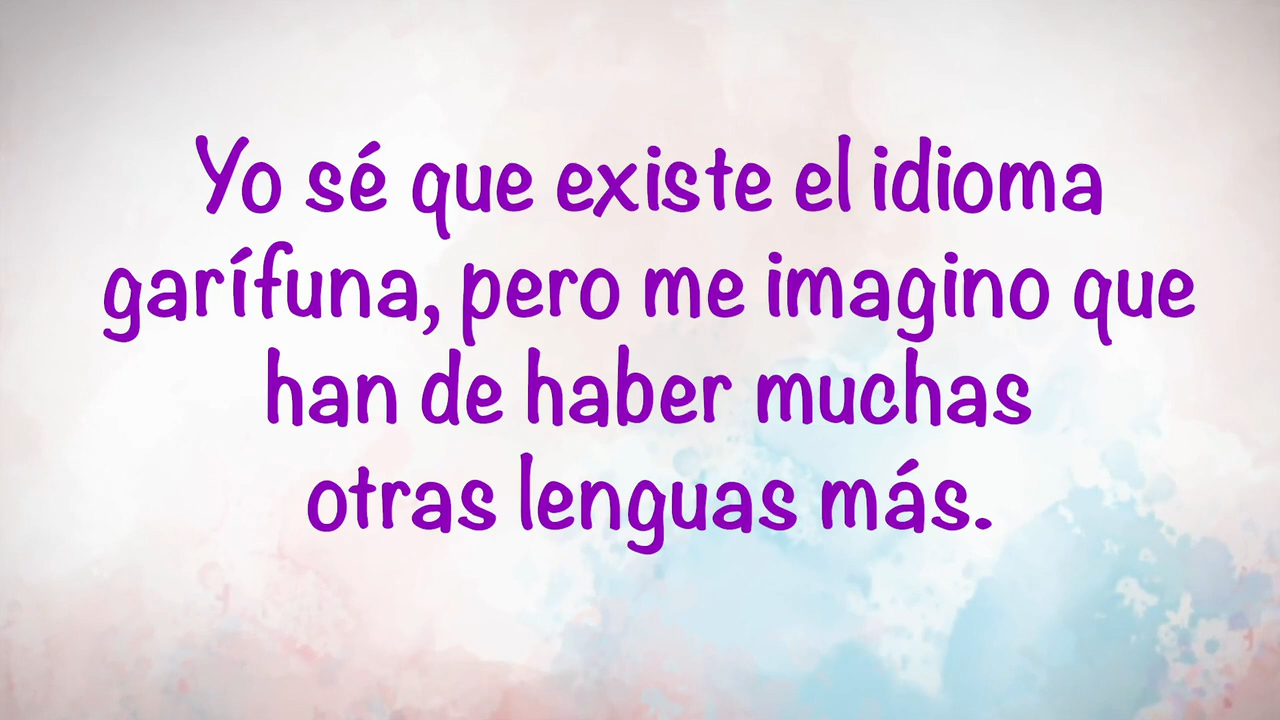 Yo sé que existe el idioma
garífuna, pero me imagino que
han de haber muchas
otras lenguas más.